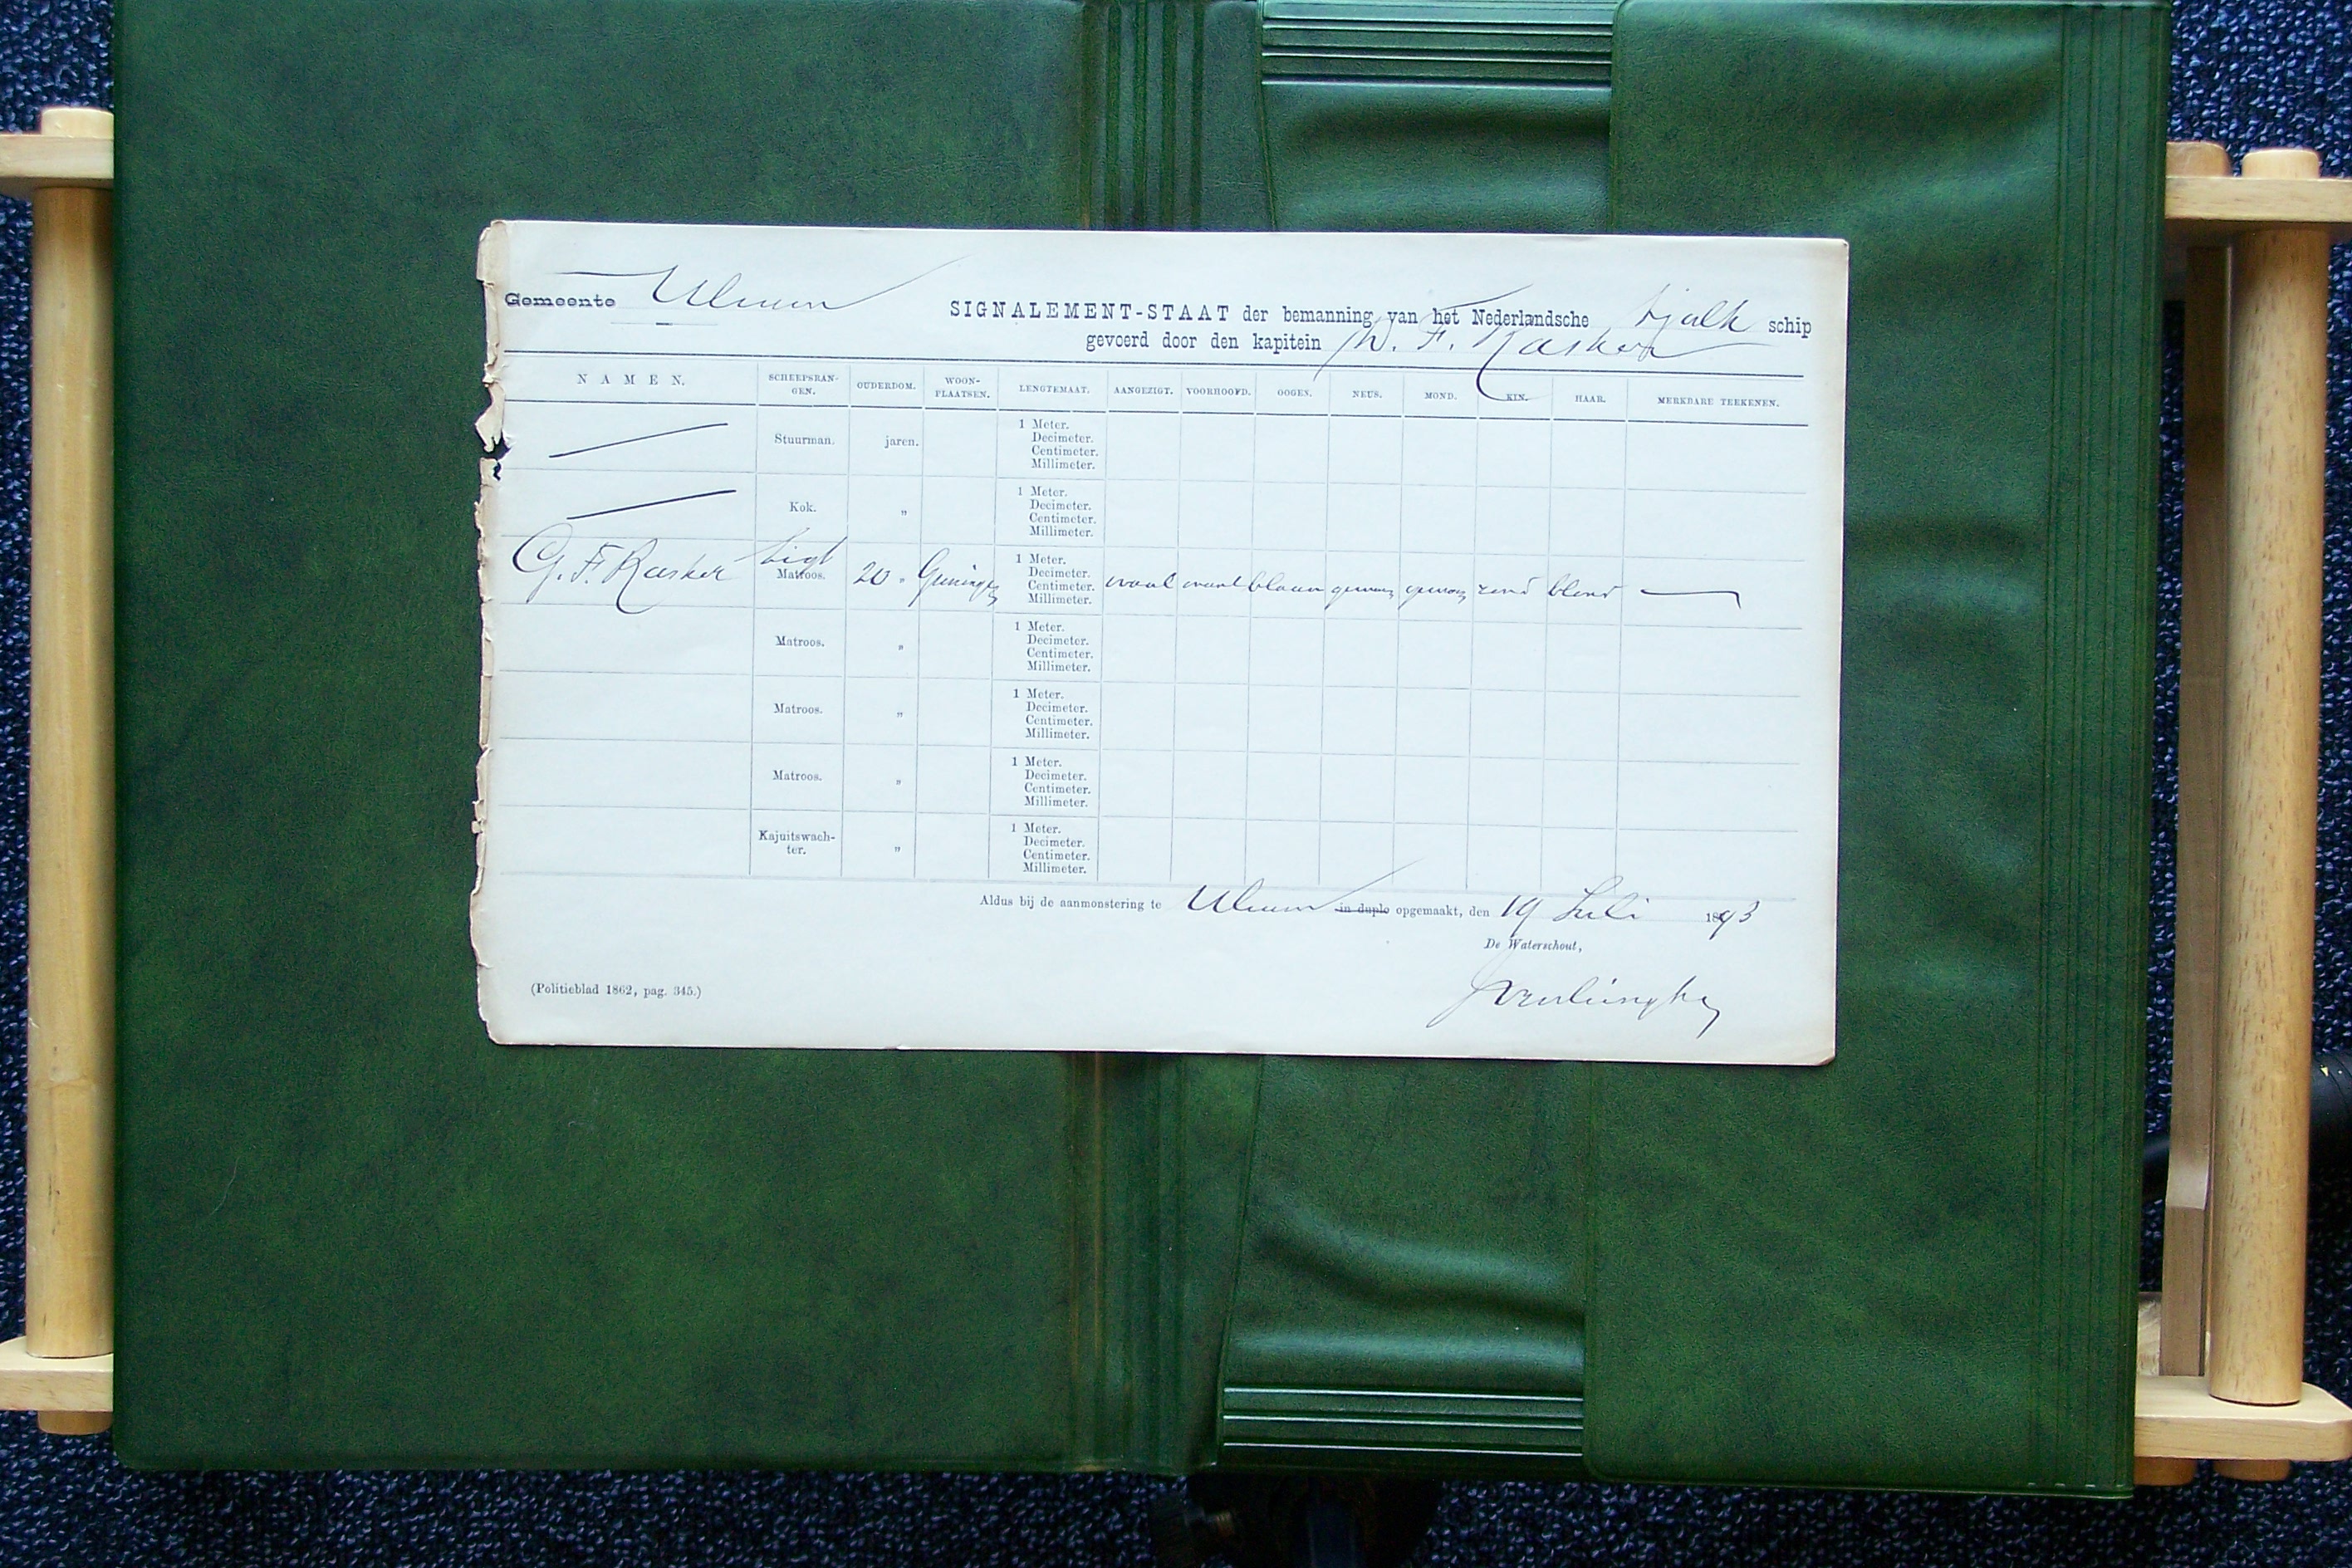 Gemeente Ulrum
SIGNALEMENT-STAAT der bemanning van het Nederlandsche tjalk schip
gevoerd door den kapitein F. Rasker
NAMEN. SCHEEPSRANGEN. OUDERDOM. WOONPLAATSEN. LENGTEMAAT. AANGEZIGT. VOORHOOFD. OOGEN. NEUS. MOND. KIN. HAAR. MERKBARE TEEKENEN.
Stuurman. jaren. 1 Meter.
Decimeter.
Centimeter.
Millimeter.
Kok. „ 1 Meter.
Decimeter.
Centimeter.
Millimeter.
G. F. Rasker Ligt Matroos. 20 „ Groningen 1 Meter. ovaal ovaal blauw gewoon gewoon rond blond —
Decimeter.
Centimeter.
Millimeter.
Matroos. „ 1 Meter.
Decimeter.
Centimeter.
Millimeter.
Matroos. „ 1 Meter.
Decimeter.
Centimeter.
Millimeter.
Matroos. „ 1 Meter.
Decimeter.
Centimeter.
Millimeter.
Kajuitswachter. „ 1 Meter.
Decimeter.
Centimeter.
Millimeter.
Aldus bij de aanmonstering te Ulrum in duplo opgemaakt, den 19 Juli 1893
De Waterschout,
(Politieblad 1862, pag. 345.)